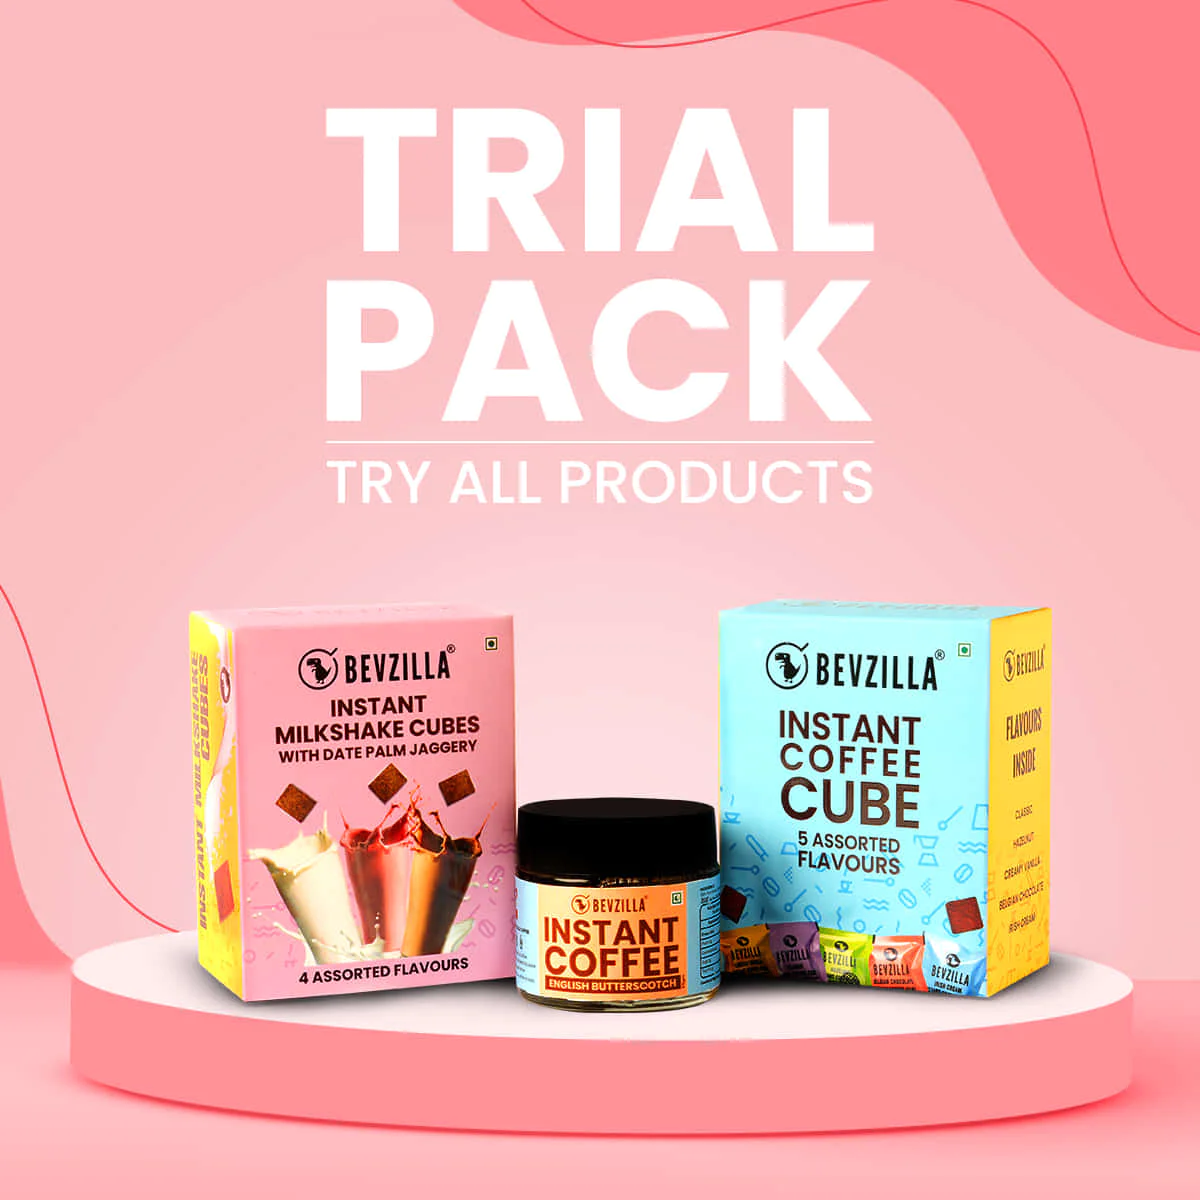 TRIAL
PACK
TRY ALL PRODUCTS
INSTANT MILKSHAKE
CUBES
BEVZILLA®
INSTANT
MILKSHAKE CUBES
WITH DATE PALM JAGGERY
4 ASSORTED FLAVOURS
BEVZILLA
INSTANT
COFFEE
ENGLISH BUTTERSCOTCH
BEVZILLA®
INSTANT
COFFEE
CUBE
5 ASSORTED
FLAVOURS
BEVZILLA
BEVZILLA
BEVZILLA
IRISH CREAM
BEVZILLA
FLAVOURS
INSIDE
CLASSIC
HAZELNUT
CREAMY VANILLA
BELGIAN CHOCOLATE
IRISH CREAM